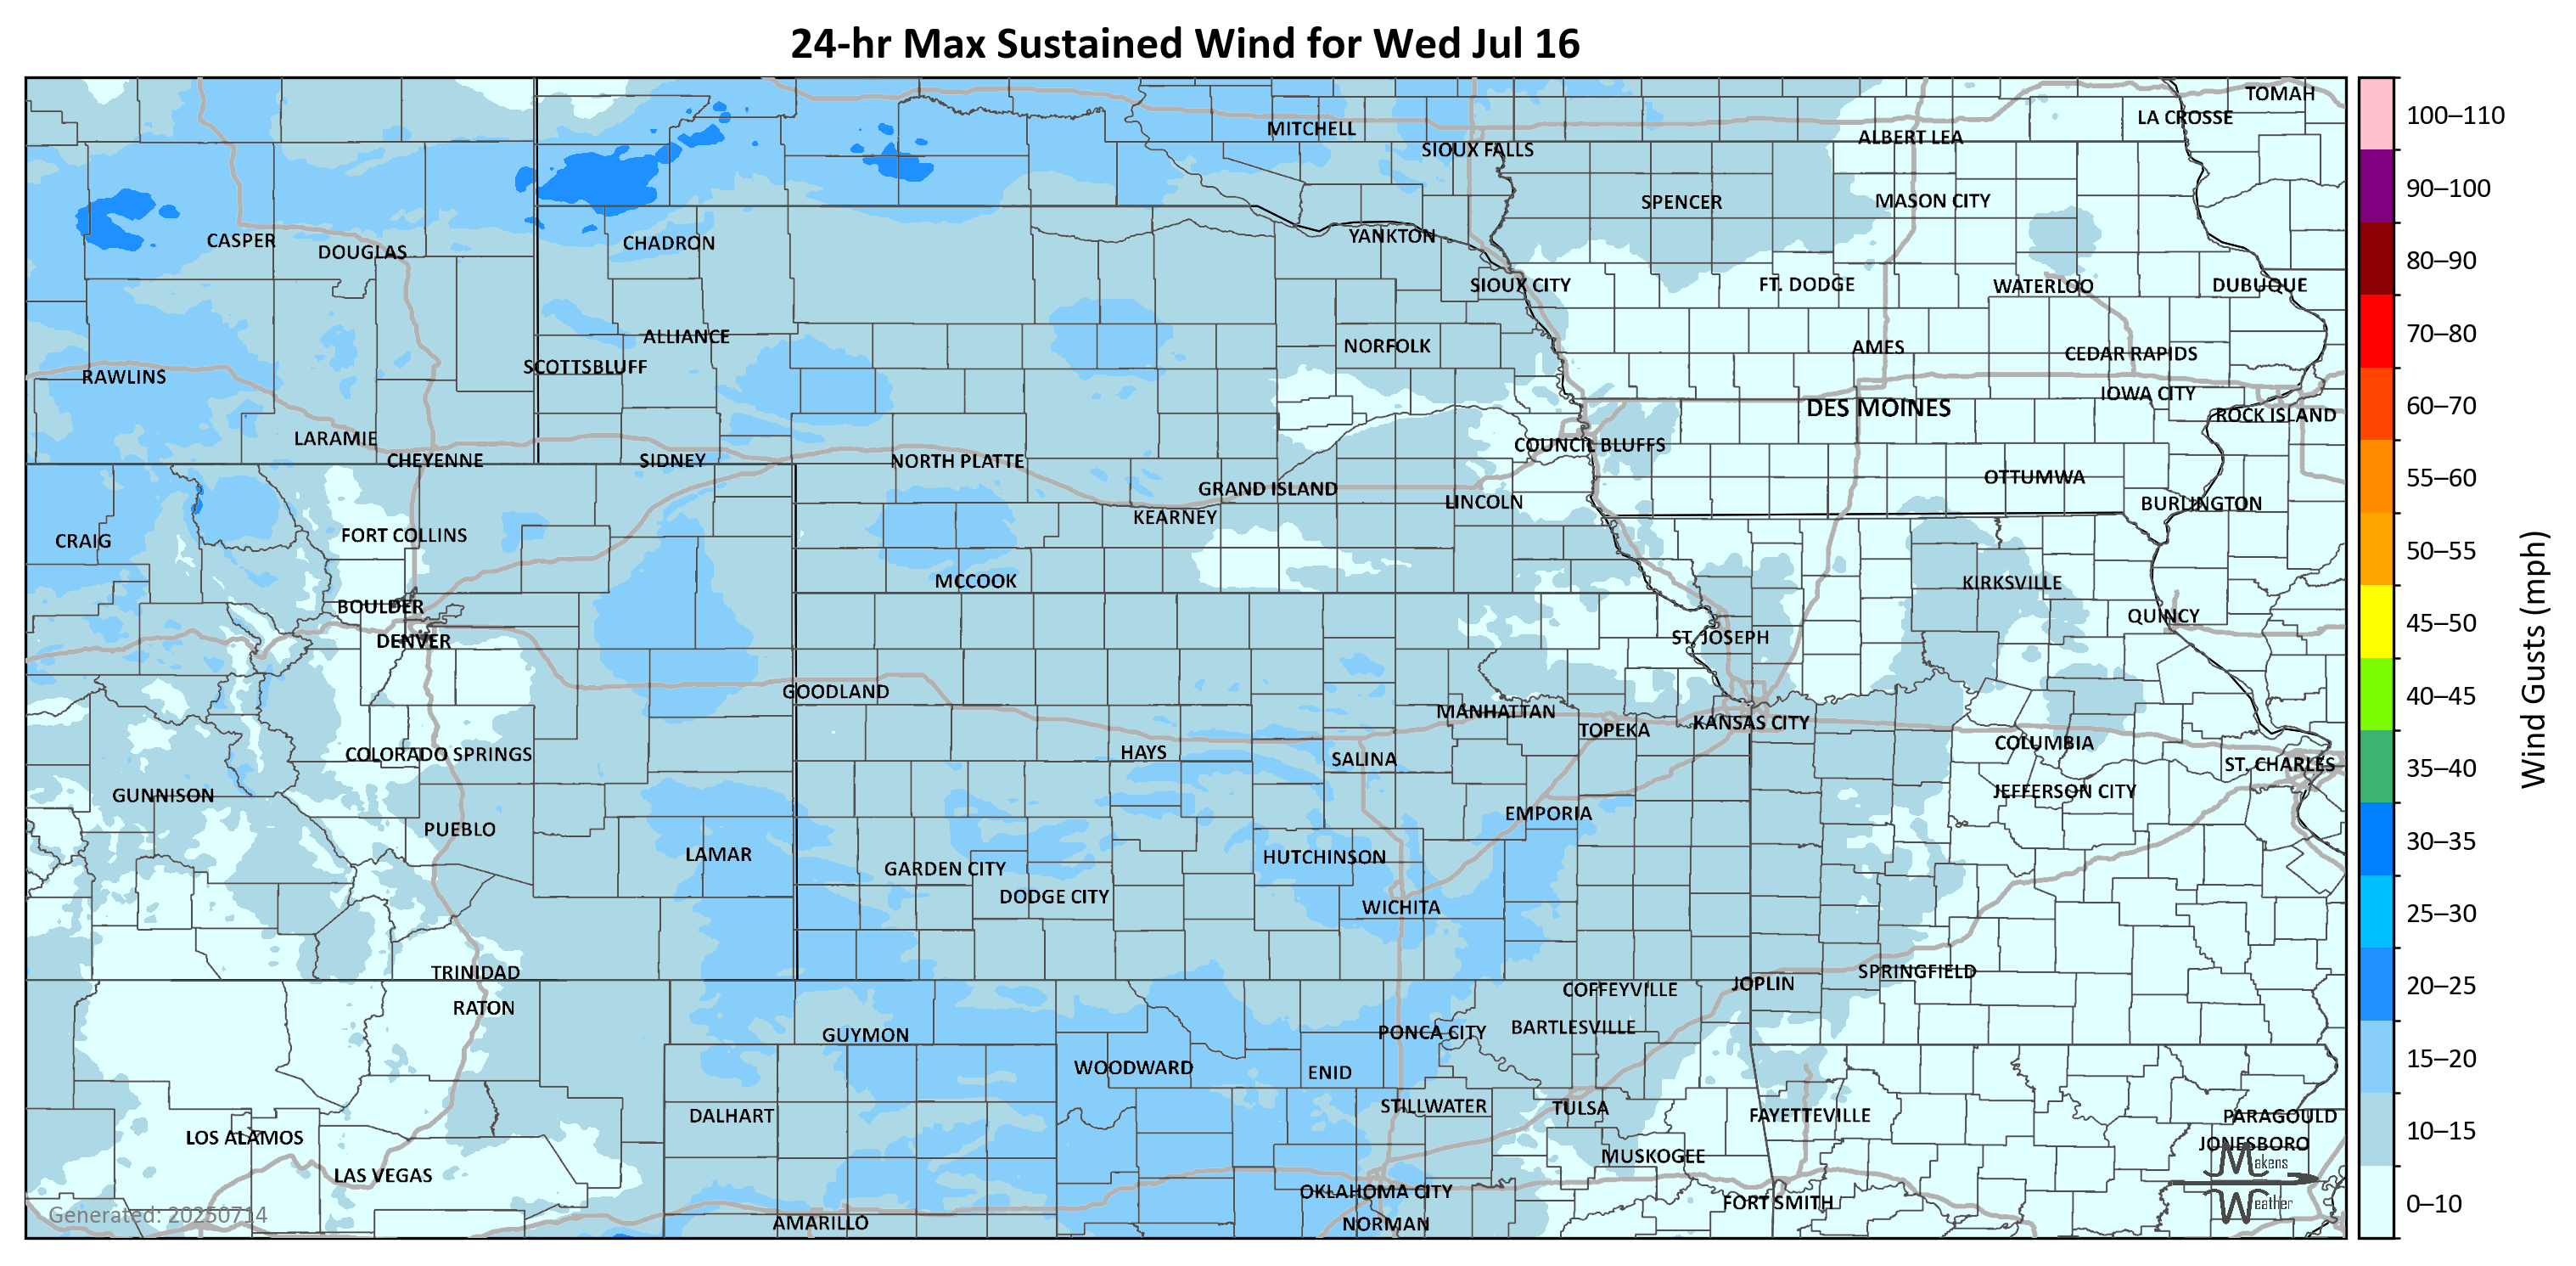 24-hr Max Sustained Wind for Wed Jul 16
TOMAH
LA CROSSE
MITCHELL
ALBERT LEA
SIOUX FALLS
SPENCER
MASON CITY
CASPER
DOUGLAS
CHADRON
YANKTON
SIOUX CITY
FT. DODGE
WATERLOO
DUBUQUE
ALLIANCE
NORFOLK
AMES
CEDAR RAPIDS
SCOTTSBLUFF
RAWLINS
IOWA CITY
DES MOINES
ROCK ISLAND
LARAMIE
COUNCIL BLUFFS
CHEYENNE
SIDNEY
NORTH PLATTE
OTTUMWA
GRAND ISLAND
LINCOLN
BURLINGTON
KEARNEY
CRAIG
FORT COLLINS
MCCOOK
KIRKSVILLE
BOULDER
QUINCY
DENVER
ST. JOSEPH
GOODLAND
MANHATTAN
TOPEKA
KANSAS CITY
COLORADO SPRINGS
HAYS
SALINA
COLUMBIA
ST. CHARLES
GUNNISON
JEFFERSON CITY
PUEBLO
EMPORIA
LAMAR
GARDEN CITY
HUTCHINSON
DODGE CITY
WICHITA
TRINIDAD
SPRINGFIELD
JOPLIN
COFFEYVILLE
RATON
GUYMON
PONCA CITY
BARTLESVILLE
WOODWARD
ENID
DALHART
STILLWATER
TULSA
FAYETTEVILLE
PARAGOULD
LOS ALAMOS
JONESBORO
MUSKOGEE
LAS VEGAS
OKLAHOMA CITY
FORT SMITH
AMARILLO
NORMAN
Generated: 20250714
Makens
Weather
100–110
90–100
80–90
70–80
60–70
55–60
50–55
45–50
40–45
35–40
30–35
25–30
20–25
15–20
10–15
0–10
Wind Gusts (mph)